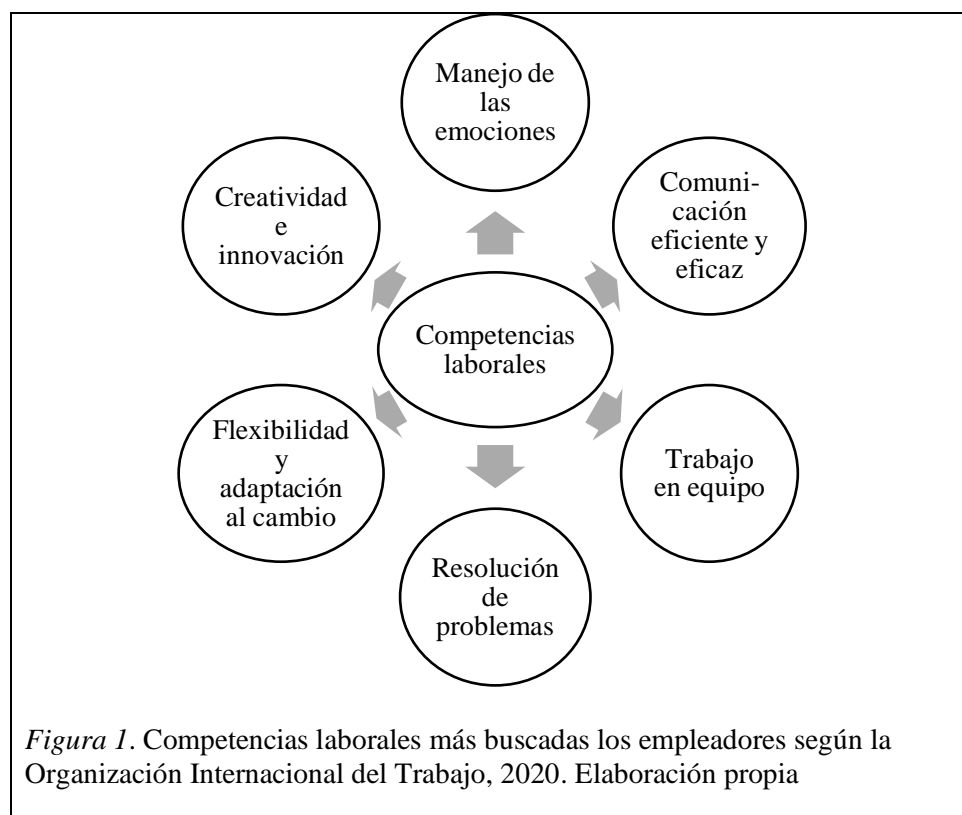 Manejo de
las
emociones
Comuni-
cación
eficiente y
eficaz
Trabajo
en equipo
Resolución
de
problemas
Flexibilidad
y
adaptación
al cambio
Creatividad
e
innovación
Competencias
laborales
Figura 1. Competencias laborales más buscadas los empleadores según la
Organización Internacional del Trabajo, 2020. Elaboración propia